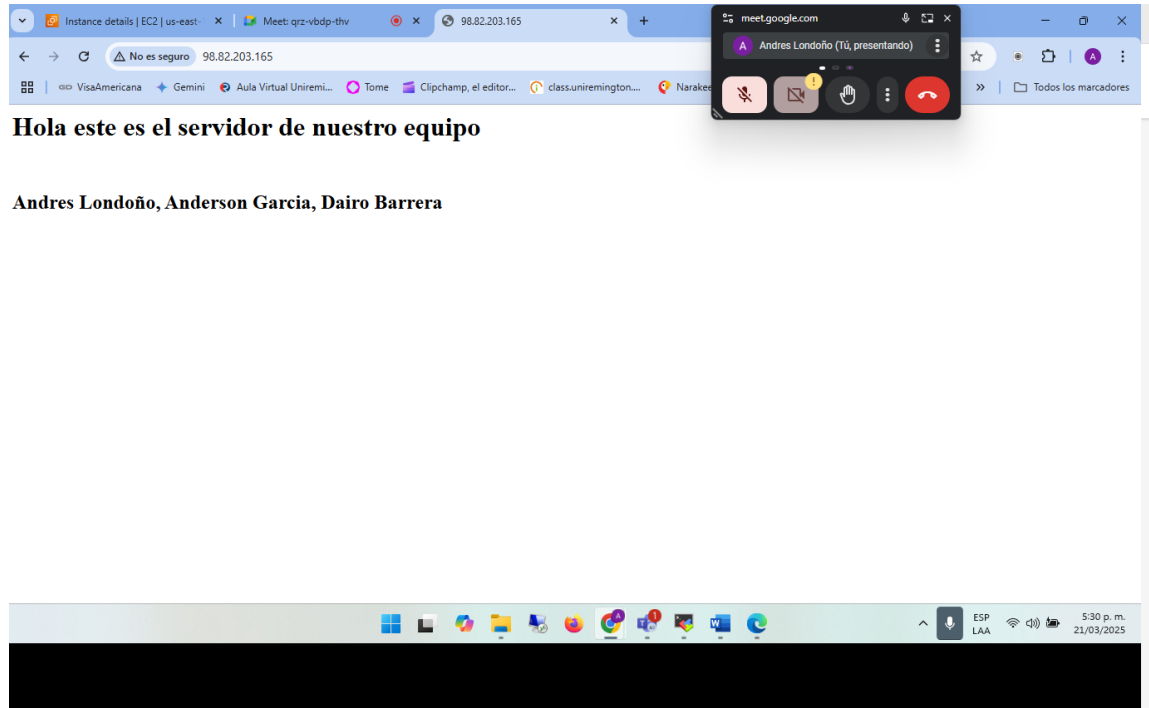 Instance details | EC2 | us-east-
Meet: qrz-vbdp-thv
98.82.203.165
meet.google.com
Andres Londoño (Tú, presentando)
A
No es seguro
98.82.203.165
A
VisaAmericana
Gemini
Aula Virtual Uniremi...
Tome
Clipchamp, el editor...
class.uniremington....
Narakee
»
Todos los marcadores
Hola este es el servidor de nuestro equipo
Andres Londoño, Anderson Garcia, Dairo Barrera
ESP
LAA
5:30 p. m.
21/03/2025